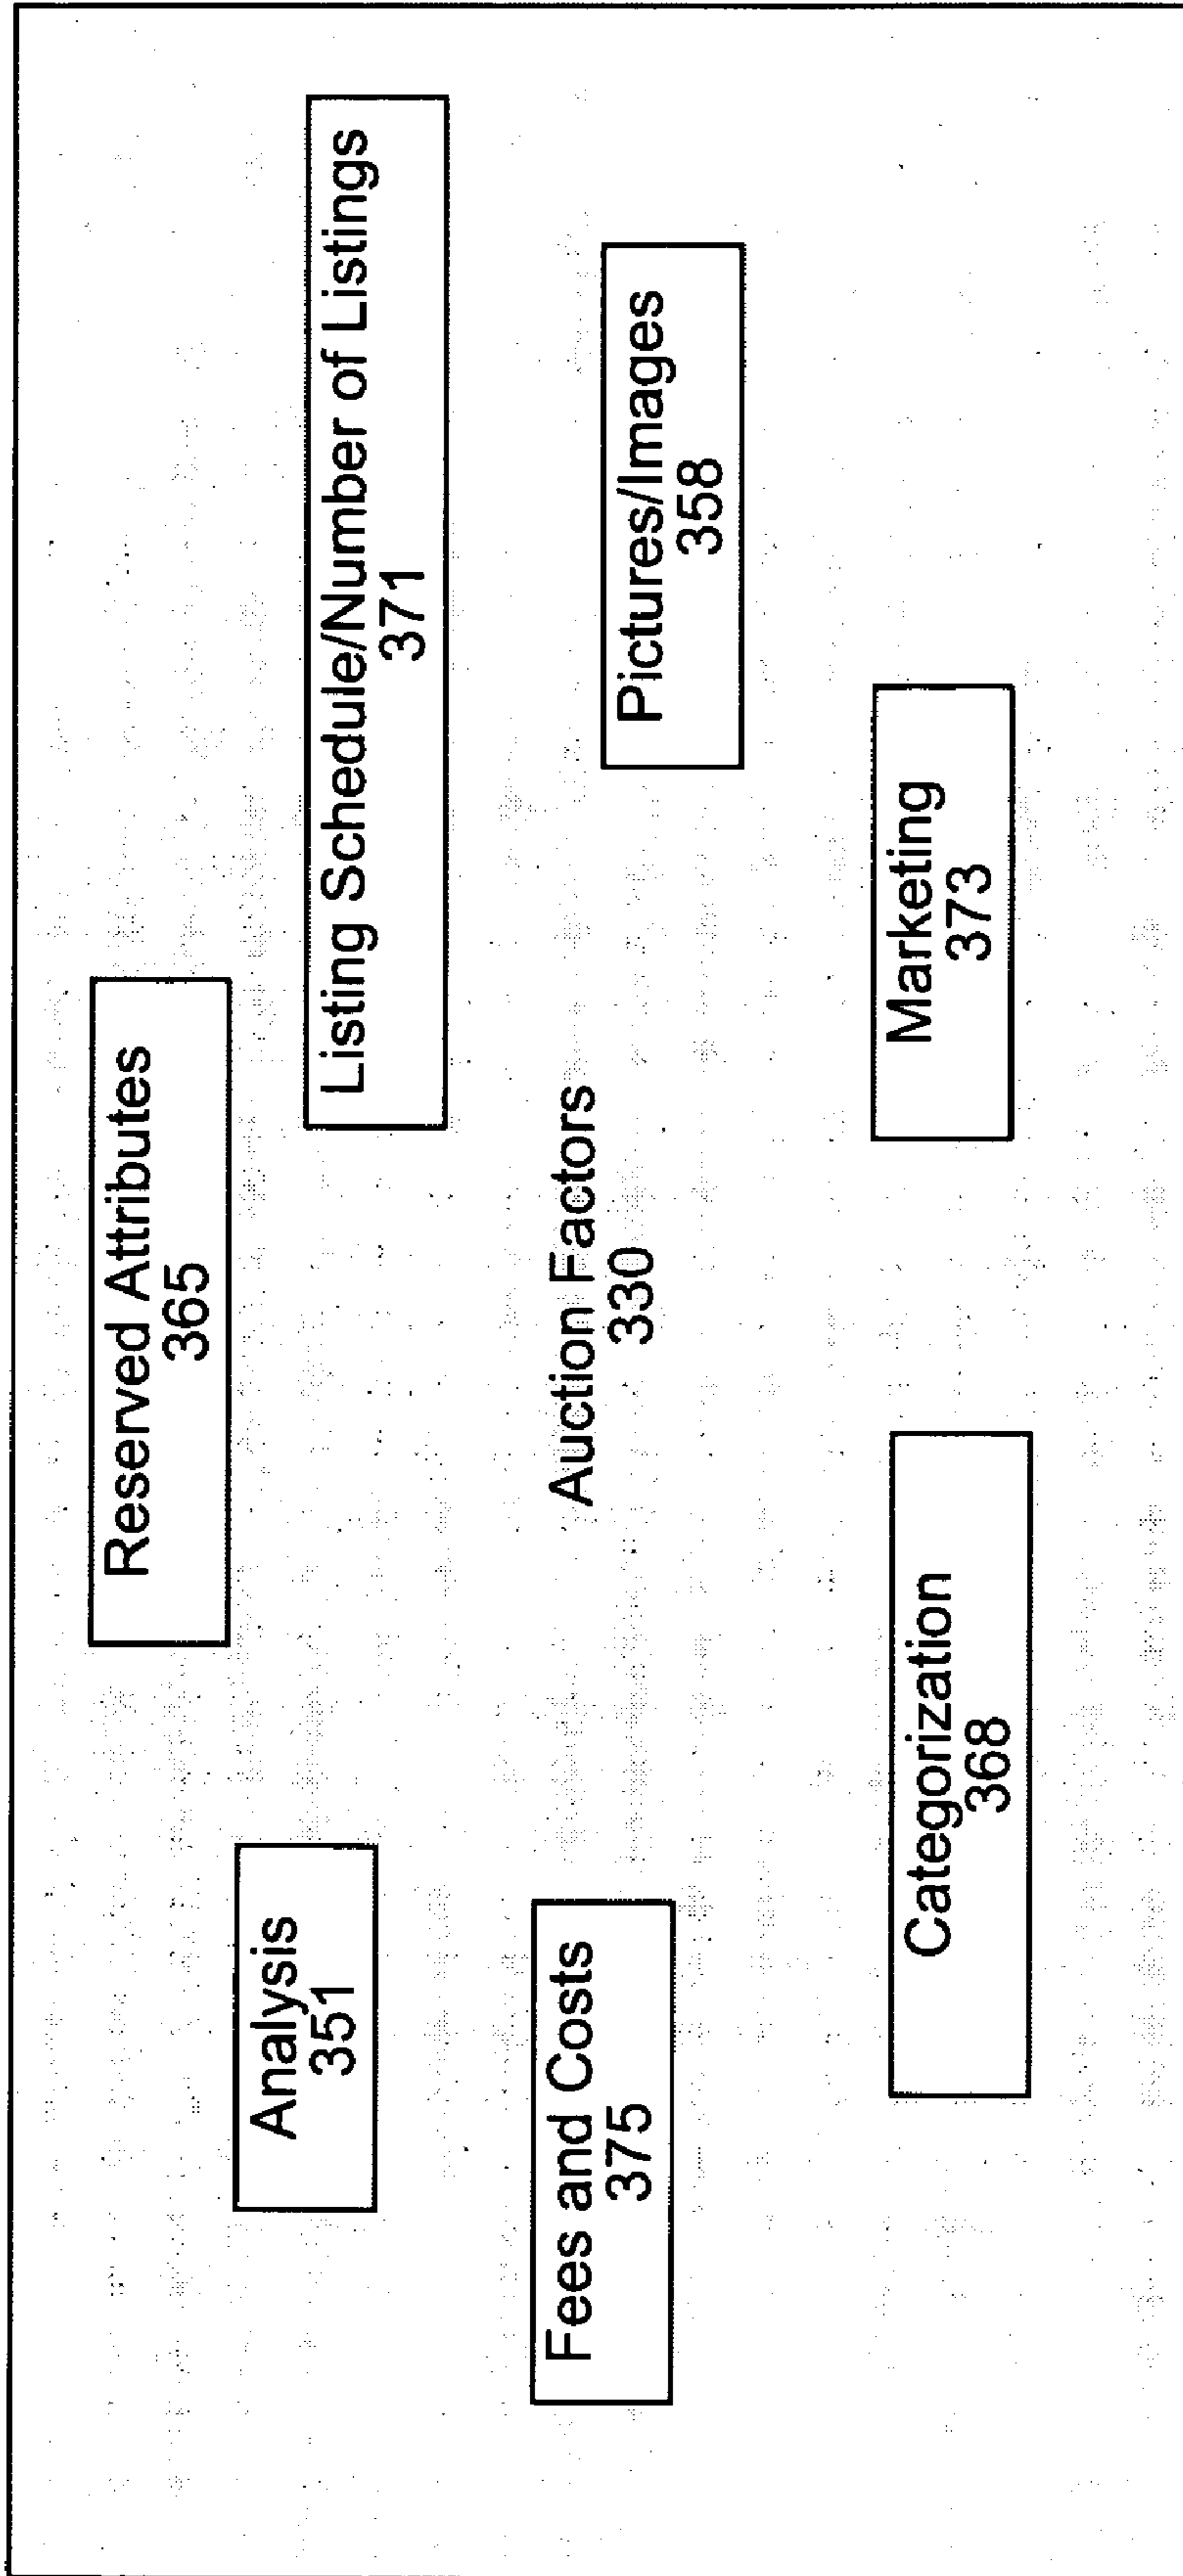 Reserved Attributes
365
Analysis
351
Listing Schedule/Number of Listings
371
Fees and Costs
375
Auction Factors
330
Pictures/Images
358
Categorization
368
Marketing
373